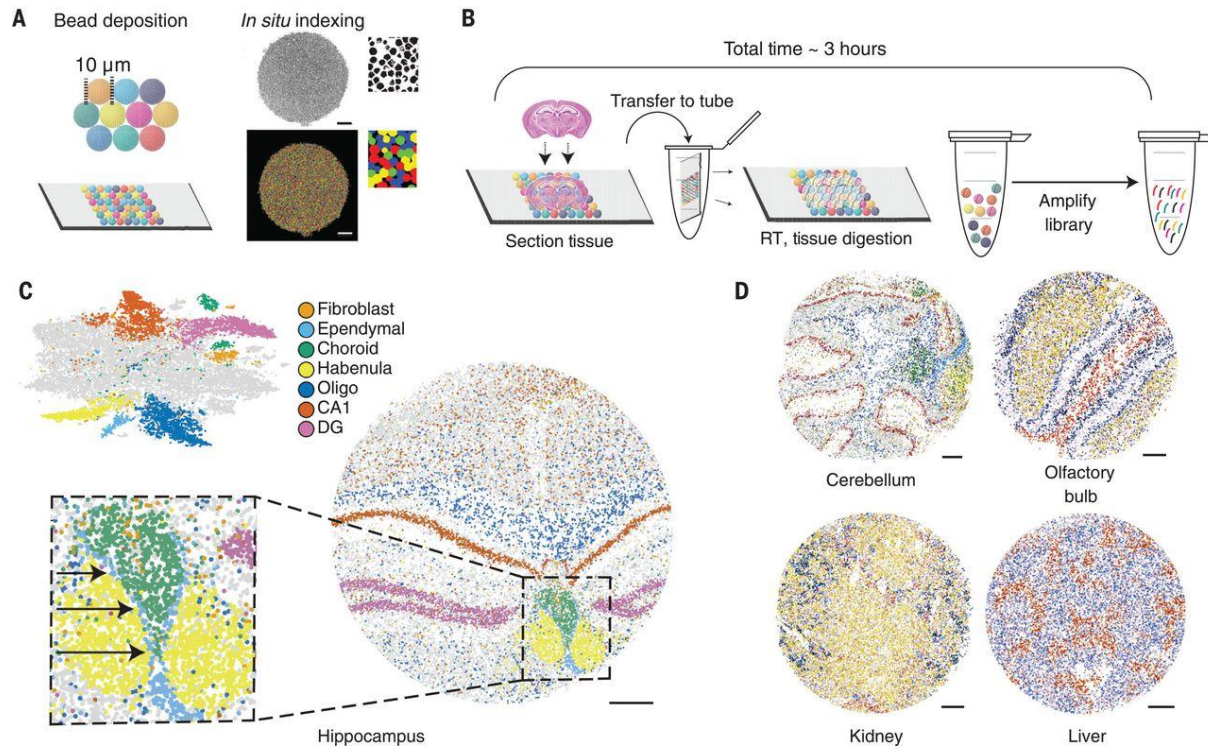 A
Bead deposition
In situ indexing
10 µm
B
Total time ~ 3 hours
Transfer to tube
Section tissue
RT, tissue digestion
Amplify
library
C
Fibroblast
Ependymal
Choroid
Habenula
Oligo
CA1
DG
Hippocampus
D
Cerebellum
Olfactory
bulb
Kidney
Liver